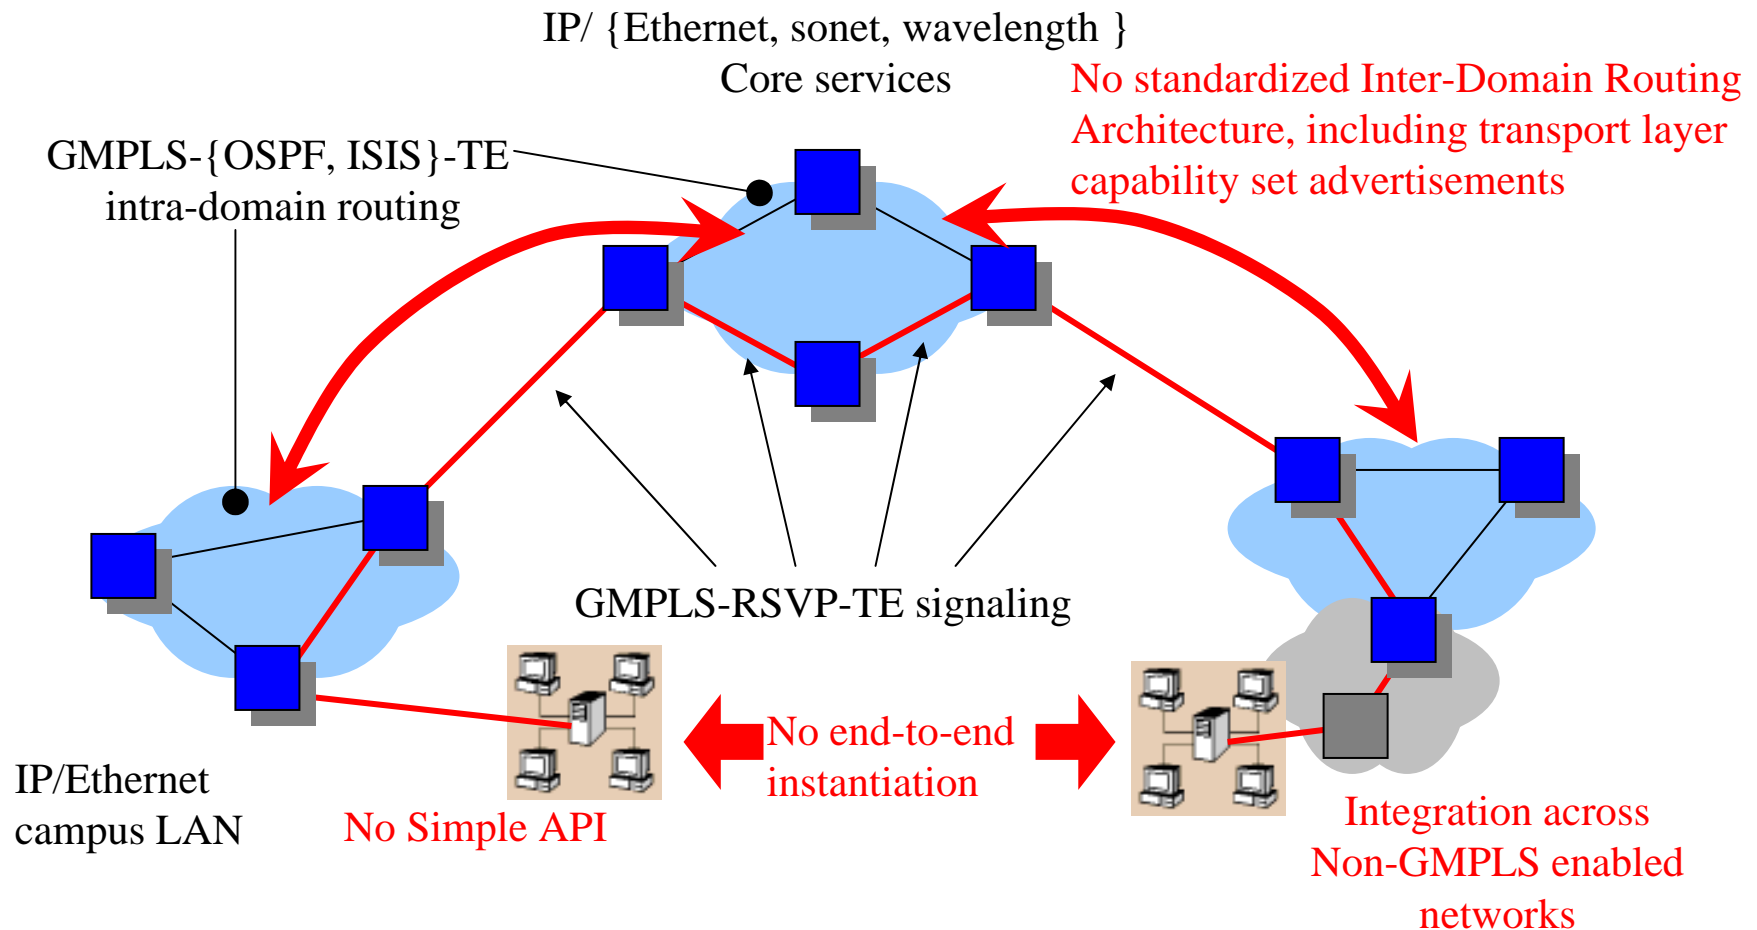 IP/ {Ethernet, sonet, wavelength }
Core services
No standardized Inter-Domain Routing
Architecture, including transport layer
capability set advertisements
GMPLS-{OSPF, ISIS}-TE
intra-domain routing
GMPLS-RSVP-TE signaling
No end-to-end
instantiation
IP/Ethernet
campus LAN
No Simple API
Integration across
Non-GMPLS enabled
networks